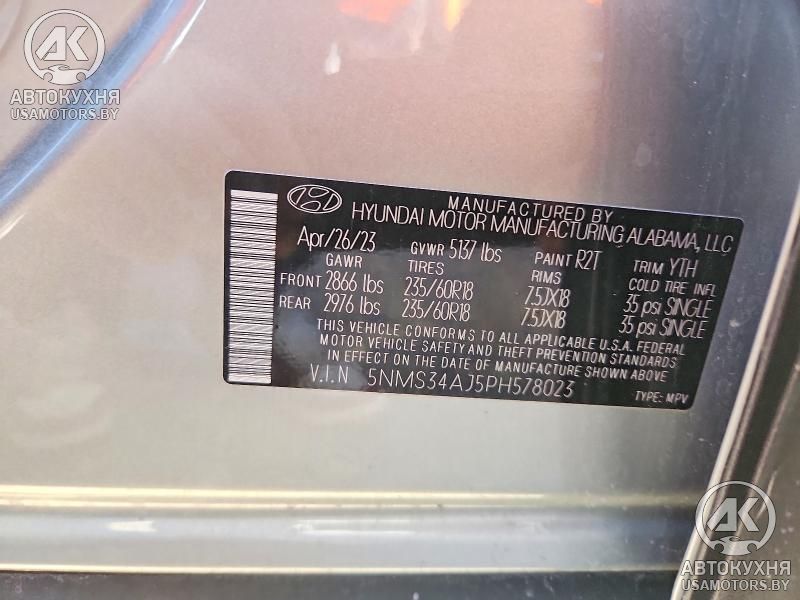 АК
АВТОКУХНЯ
USAMOTORS.BY
MANUFACTURED BY
HYUNDAI MOTOR MANUFACTURING ALABAMA, LLC
Apr/26/23 GVWR 5137 lbs PAINT R2T TRIM YTH
GAWR TIRES RIMS COLD TIRE INFL
FRONT 2866 lbs 235/60R18 7.5JX18 35 psi SINGLE
REAR 2976 lbs 235/60R18 7.5JX18 35 psi SINGLE
THIS VEHICLE CONFORMS TO ALL APPLICABLE U.S.A. FEDERAL
MOTOR VEHICLE SAFETY AND THEFT PREVENTION STANDARDS
IN EFFECT ON THE DATE OF MANUFACTURE SHOWN ABOVE
V.I.N 5NMS34AJ5PH578023
TYPE: MPV
АК
АВТОКУХНЯ
USAMOTORS.BY